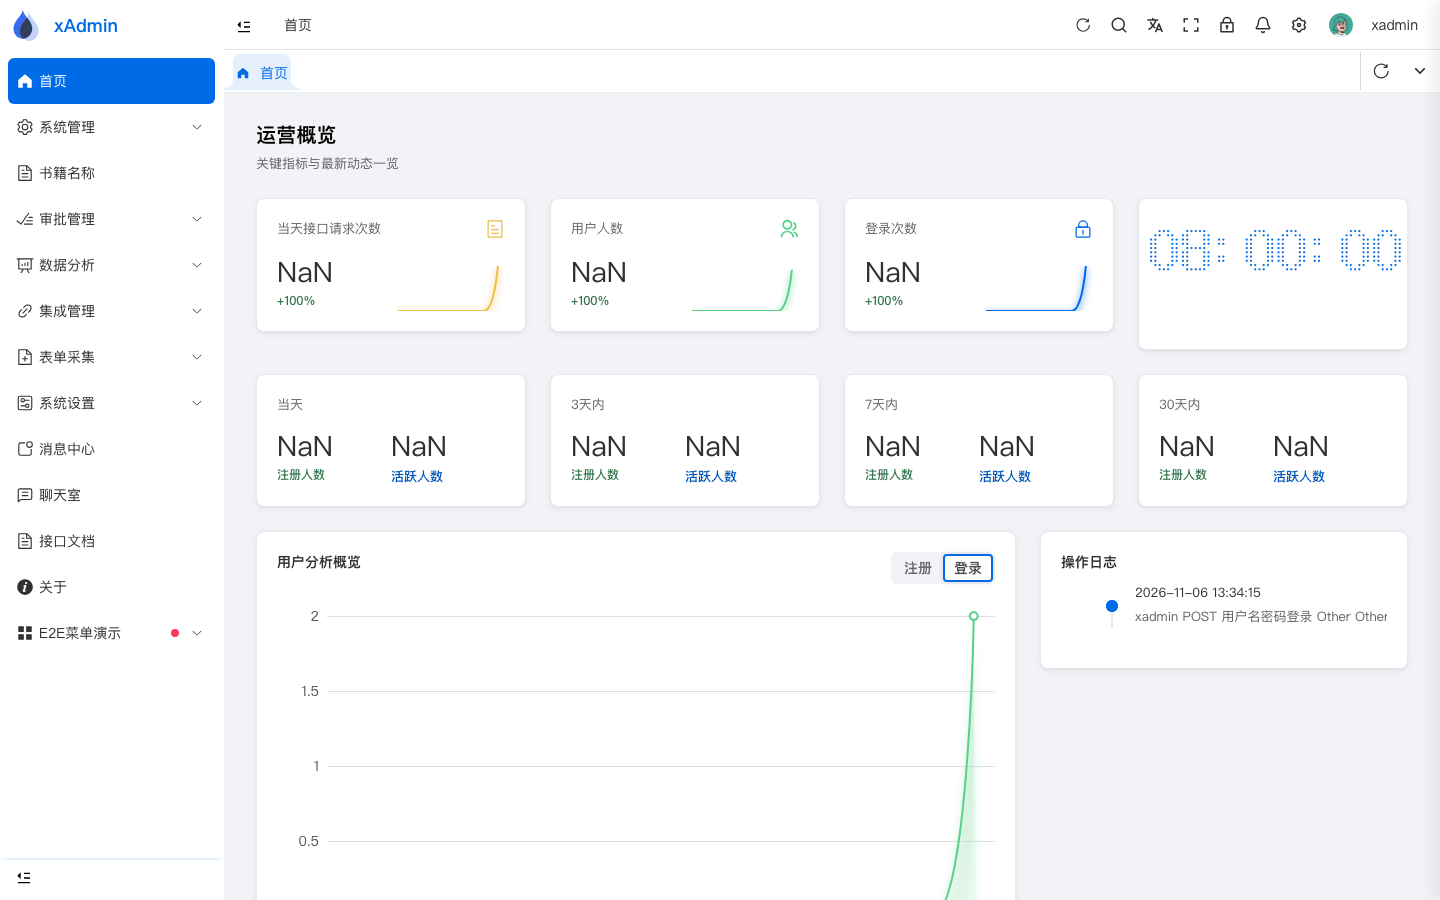 xAdmin
首页
xadmin
首页
首页
系统管理
书籍名称
审批管理
数据分析
集成管理
表单采集
系统设置
消息中心
聊天室
接口文档
关于
E2E菜单演示
运营概览
关键指标与最新动态一览
当天接口请求次数
NaN
+100%
用户人数
NaN
+100%
登录次数
NaN
+100%
08:00:00
当天
NaN NaN
注册人数 活跃人数
3天内
NaN NaN
注册人数 活跃人数
7天内
NaN NaN
注册人数 活跃人数
30天内
NaN NaN
注册人数 活跃人数
用户分析概览
注册 登录
2
1.5
1
0.5
操作日志
2026-11-06 13:34:15
xadmin POST 用户名密码登录 Other Other